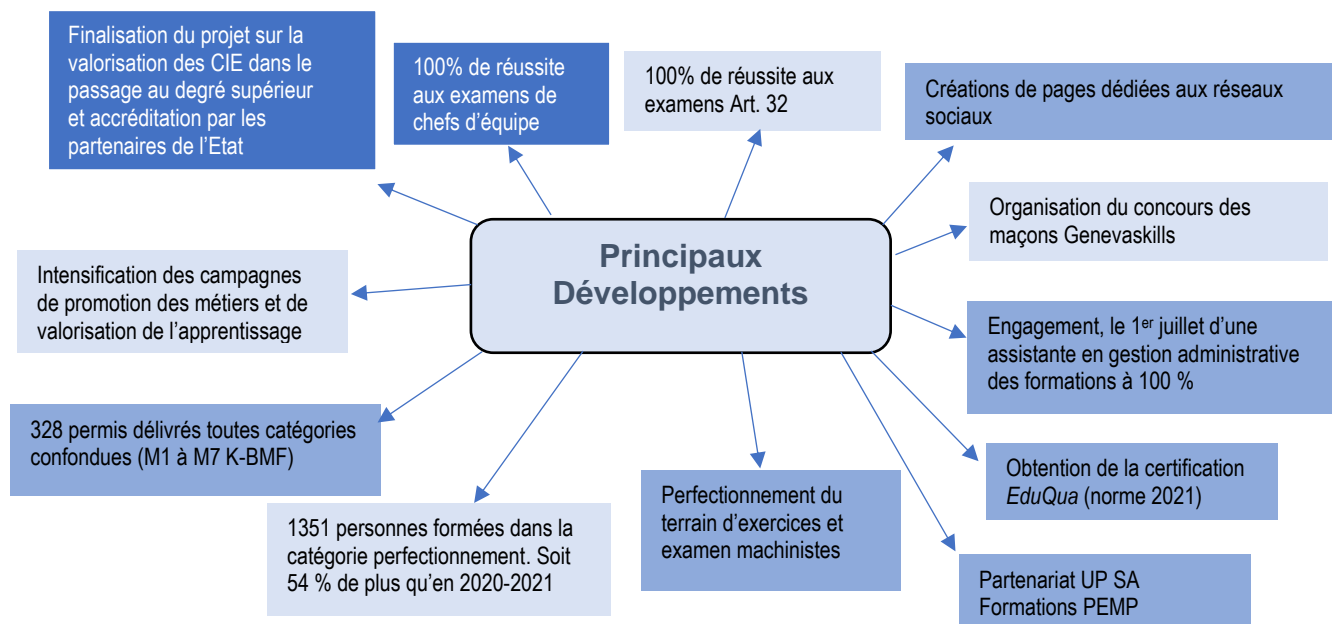 Finalisation du projet sur la
valorisation des CIE dans le
passage au degré supérieur
et accréditation par les
partenaires de l’Etat
100% de réussite
aux examens de
chefs d’équipe
100% de réussite aux
examens Art. 32
Créations de pages dédiées aux réseaux
sociaux
Principaux
Développements
Organisation du concours des
maçons Genevaskills
Intensification des campagnes
de promotion des métiers et de
valorisation de l’apprentissage
Engagement, le 1er juillet d’une
assistante en gestion administrative
des formations à 100 %
328 permis délivrés toutes catégories
confondues (M1 à M7 K-BMF)
Obtention de la certification
EduQua (norme 2021)
1351 personnes formées dans la
catégorie perfectionnement. Soit
54 % de plus qu’en 2020-2021
Perfectionnement du
terrain d’exercices et
examen machinistes
Partenariat UP SA
Formations PEMP